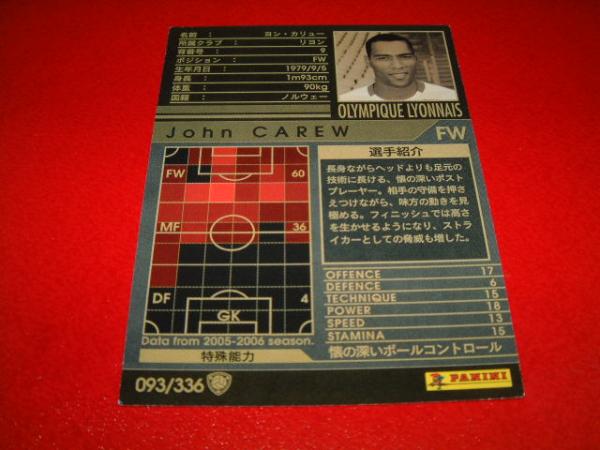 名前 : ヨン・カリュー
所属クラブ : リヨン
背番号 : 9
ポジション : FW
生年月日 : 1979/9/5
身長 : 1m93cm
体重 : 90kg
国籍 : ノルウェー
OLYMPIQUE LYONNAIS
John CAREW FW
FW 60
MF 36
DF 4
GK
Data from 2005-2006 season.
選手紹介
長身ながらヘッドよりも足元の
技術に長ける、懐の深いポスト
プレーヤー。相手の守備を押さ
えつけながら、味方の動きを見
極める。フィニッシュでは高さ
を生かせるようになり、ストラ
イカーとしての脅威も増した。
OFFENCE 17
DEFENCE 6
TECHNIQUE 15
POWER 18
SPEED 13
STAMINA 15
特殊能力 懐の深いボールコントロール
093/336
PANINI